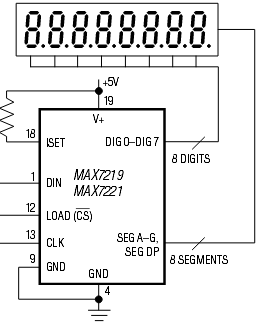 8.8.8.8.8.8.8.8.
+5V
19
V+
18 ISET DIG 0–DIG 7
8 DIGITS
1 DIN MAX7219
MAX7221
12 LOAD (CS)
13 CLK SEG A–G,
SEG DP
9 GND 8 SEGMENTS
GND
4